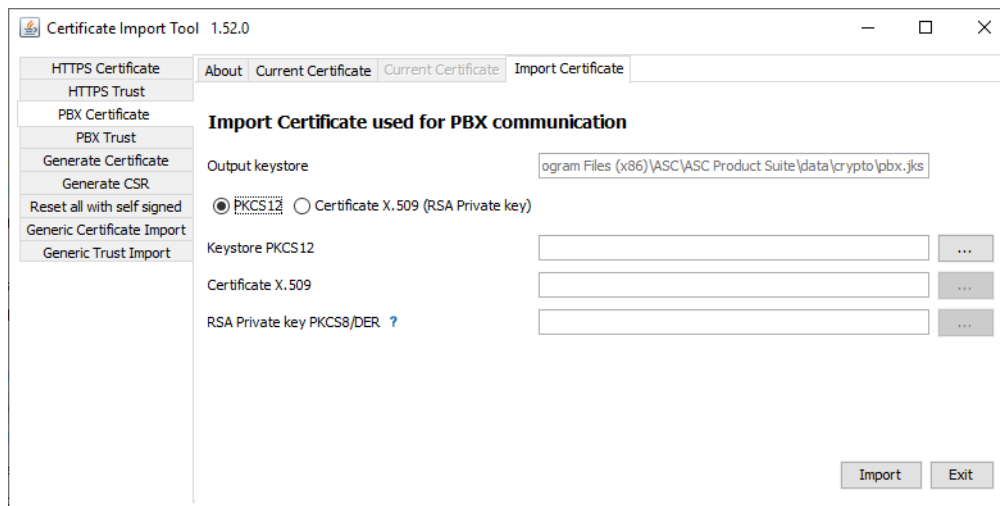 Certificate Import Tool 1.52.0
HTTPS Certificate
HTTPS Trust
PBX Certificate
PBX Trust
Generate Certificate
Generate CSR
Reset all with self signed
Generic Certificate Import
Generic Trust Import
About Current Certificate Current Certificate Import Certificate
Import Certificate used for PBX communication
Output keystore ogram Files (x86)\ASC\ASC Product Suite\data\crypto\pbx.jks
PKCS12 Certificate X.509 (RSA Private key)
Keystore PKCS12 ...
Certificate X.509 ...
RSA Private key PKCS8/DER ? ...
Import Exit